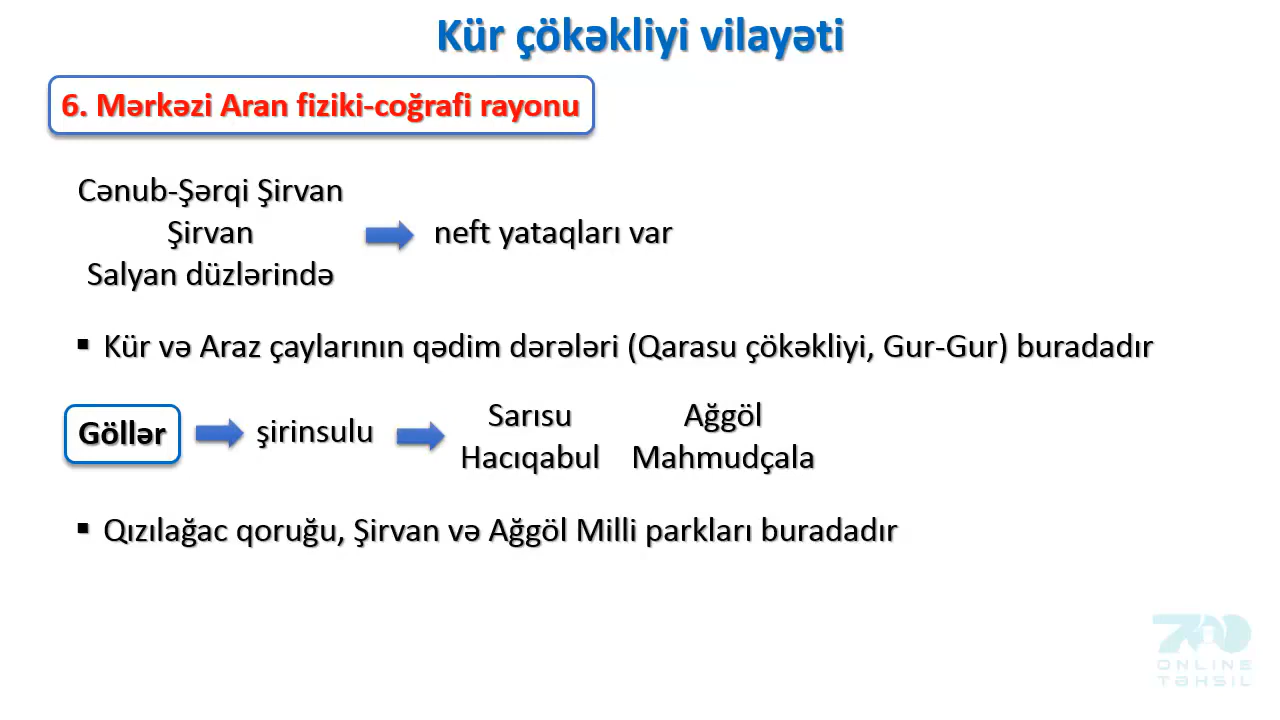 Kür çökəkliyi vilayəti
6. Mərkəzi Aran fiziki-coğrafi rayonu
Cənub-Şərqi Şirvan
Şirvan
neft yataqları var
Salyan düzlərində
▪ Kür və Araz çaylarının qədim dərələri (Qarasu çökəkliyi, Gur-Gur) buradadır
Göllər
şirinsulu
Sarısu Ağgöl
Hacıqabul Mahmudçala
▪ Qızılağac qoruğu, Şirvan və Ağgöl Milli parkları buradadır
700
ONLINE
TƏHSİL